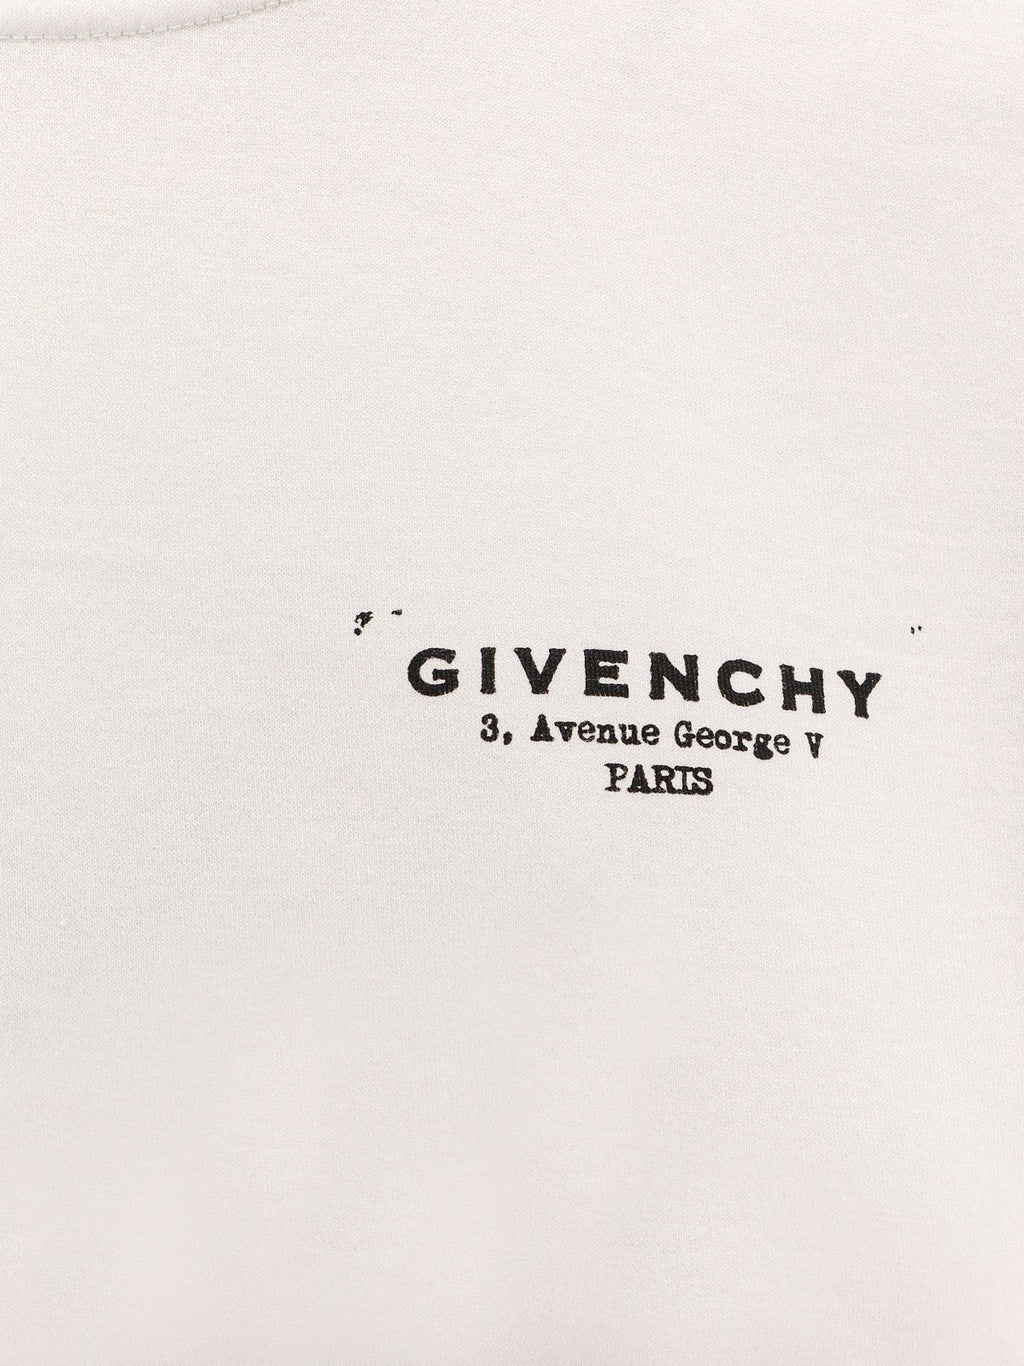 GIVENCHY
3, Avenue George V
PARIS